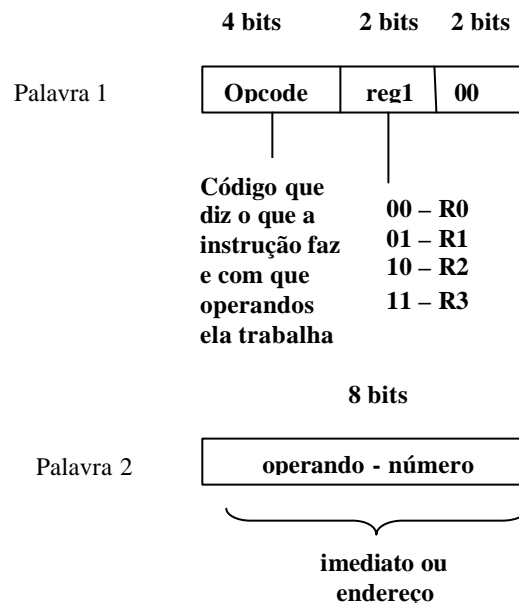 4 bits 2 bits 2 bits
Palavra 1 Opcode reg1 00
Código que
diz o que a
instrução faz
e com que
operandos
ela trabalha
00 – R0
01 – R1
10 – R2
11 – R3
8 bits
Palavra 2 operando - número
imediato ou
endereço